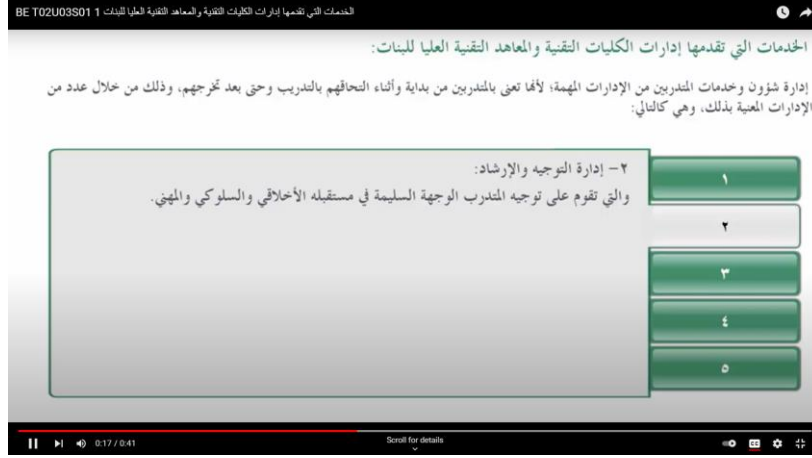 BE T02U03S01 1 الخدمات التي تقدمها إدارات الكليات التقنية والمعاهد التقنية العليا للبنات
الخدمات التي تقدمها إدارات الكليات التقنية والمعاهد التقنية العليا للبنات:
إدارة شؤون وخدمات المتدربين من الإدارات المهمة؛ لأنها تعنى بالمتدربين من بداية وأثناء التحاقهم بالتدريب وحتى بعد تخرجهم، وذلك من خلال عدد من
الإدارات المعنية بذلك، وهي كالتالي:
١
٢
٣
٤
٥
٢- إدارة التوجيه والإرشاد:
والتي تقوم على توجيه المتدرب الوجهة السليمة في مستقبله الأخلاقي والسلوكي والمهني.
0:17 / 0:41
Scroll for details
CC